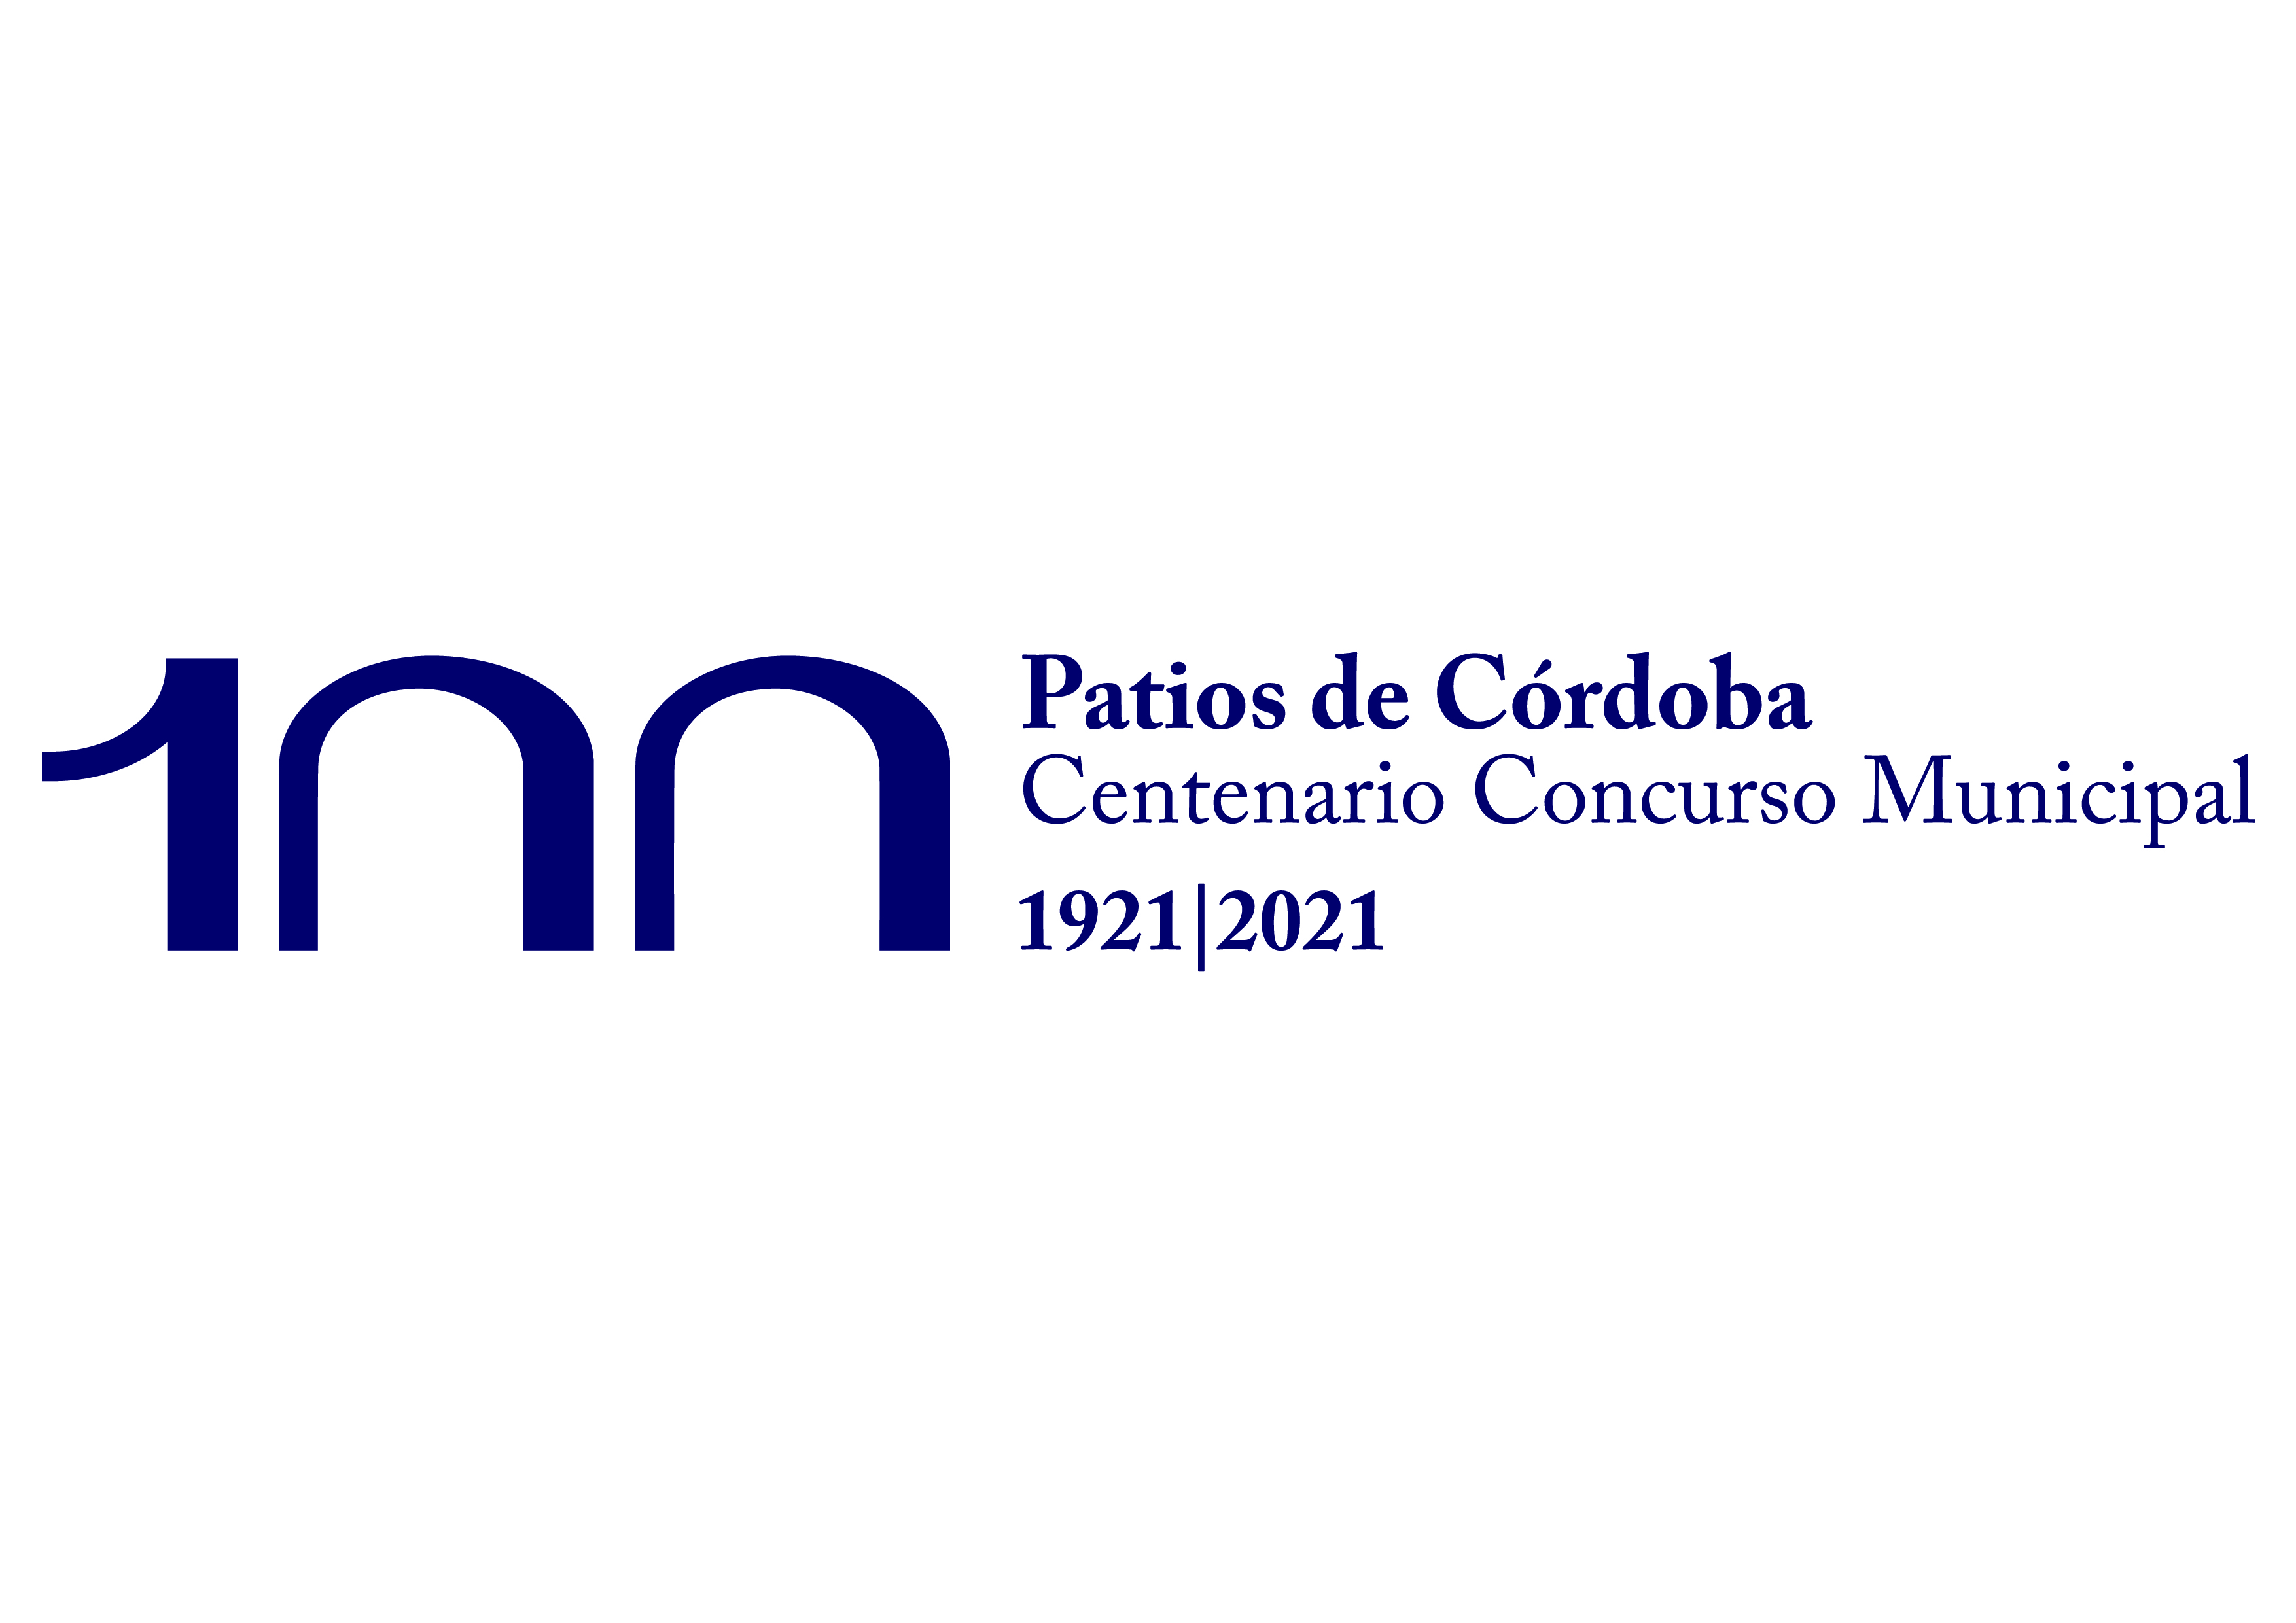 100
Patios de Córdoba
Centenario Concurso Municipal
1921|2021